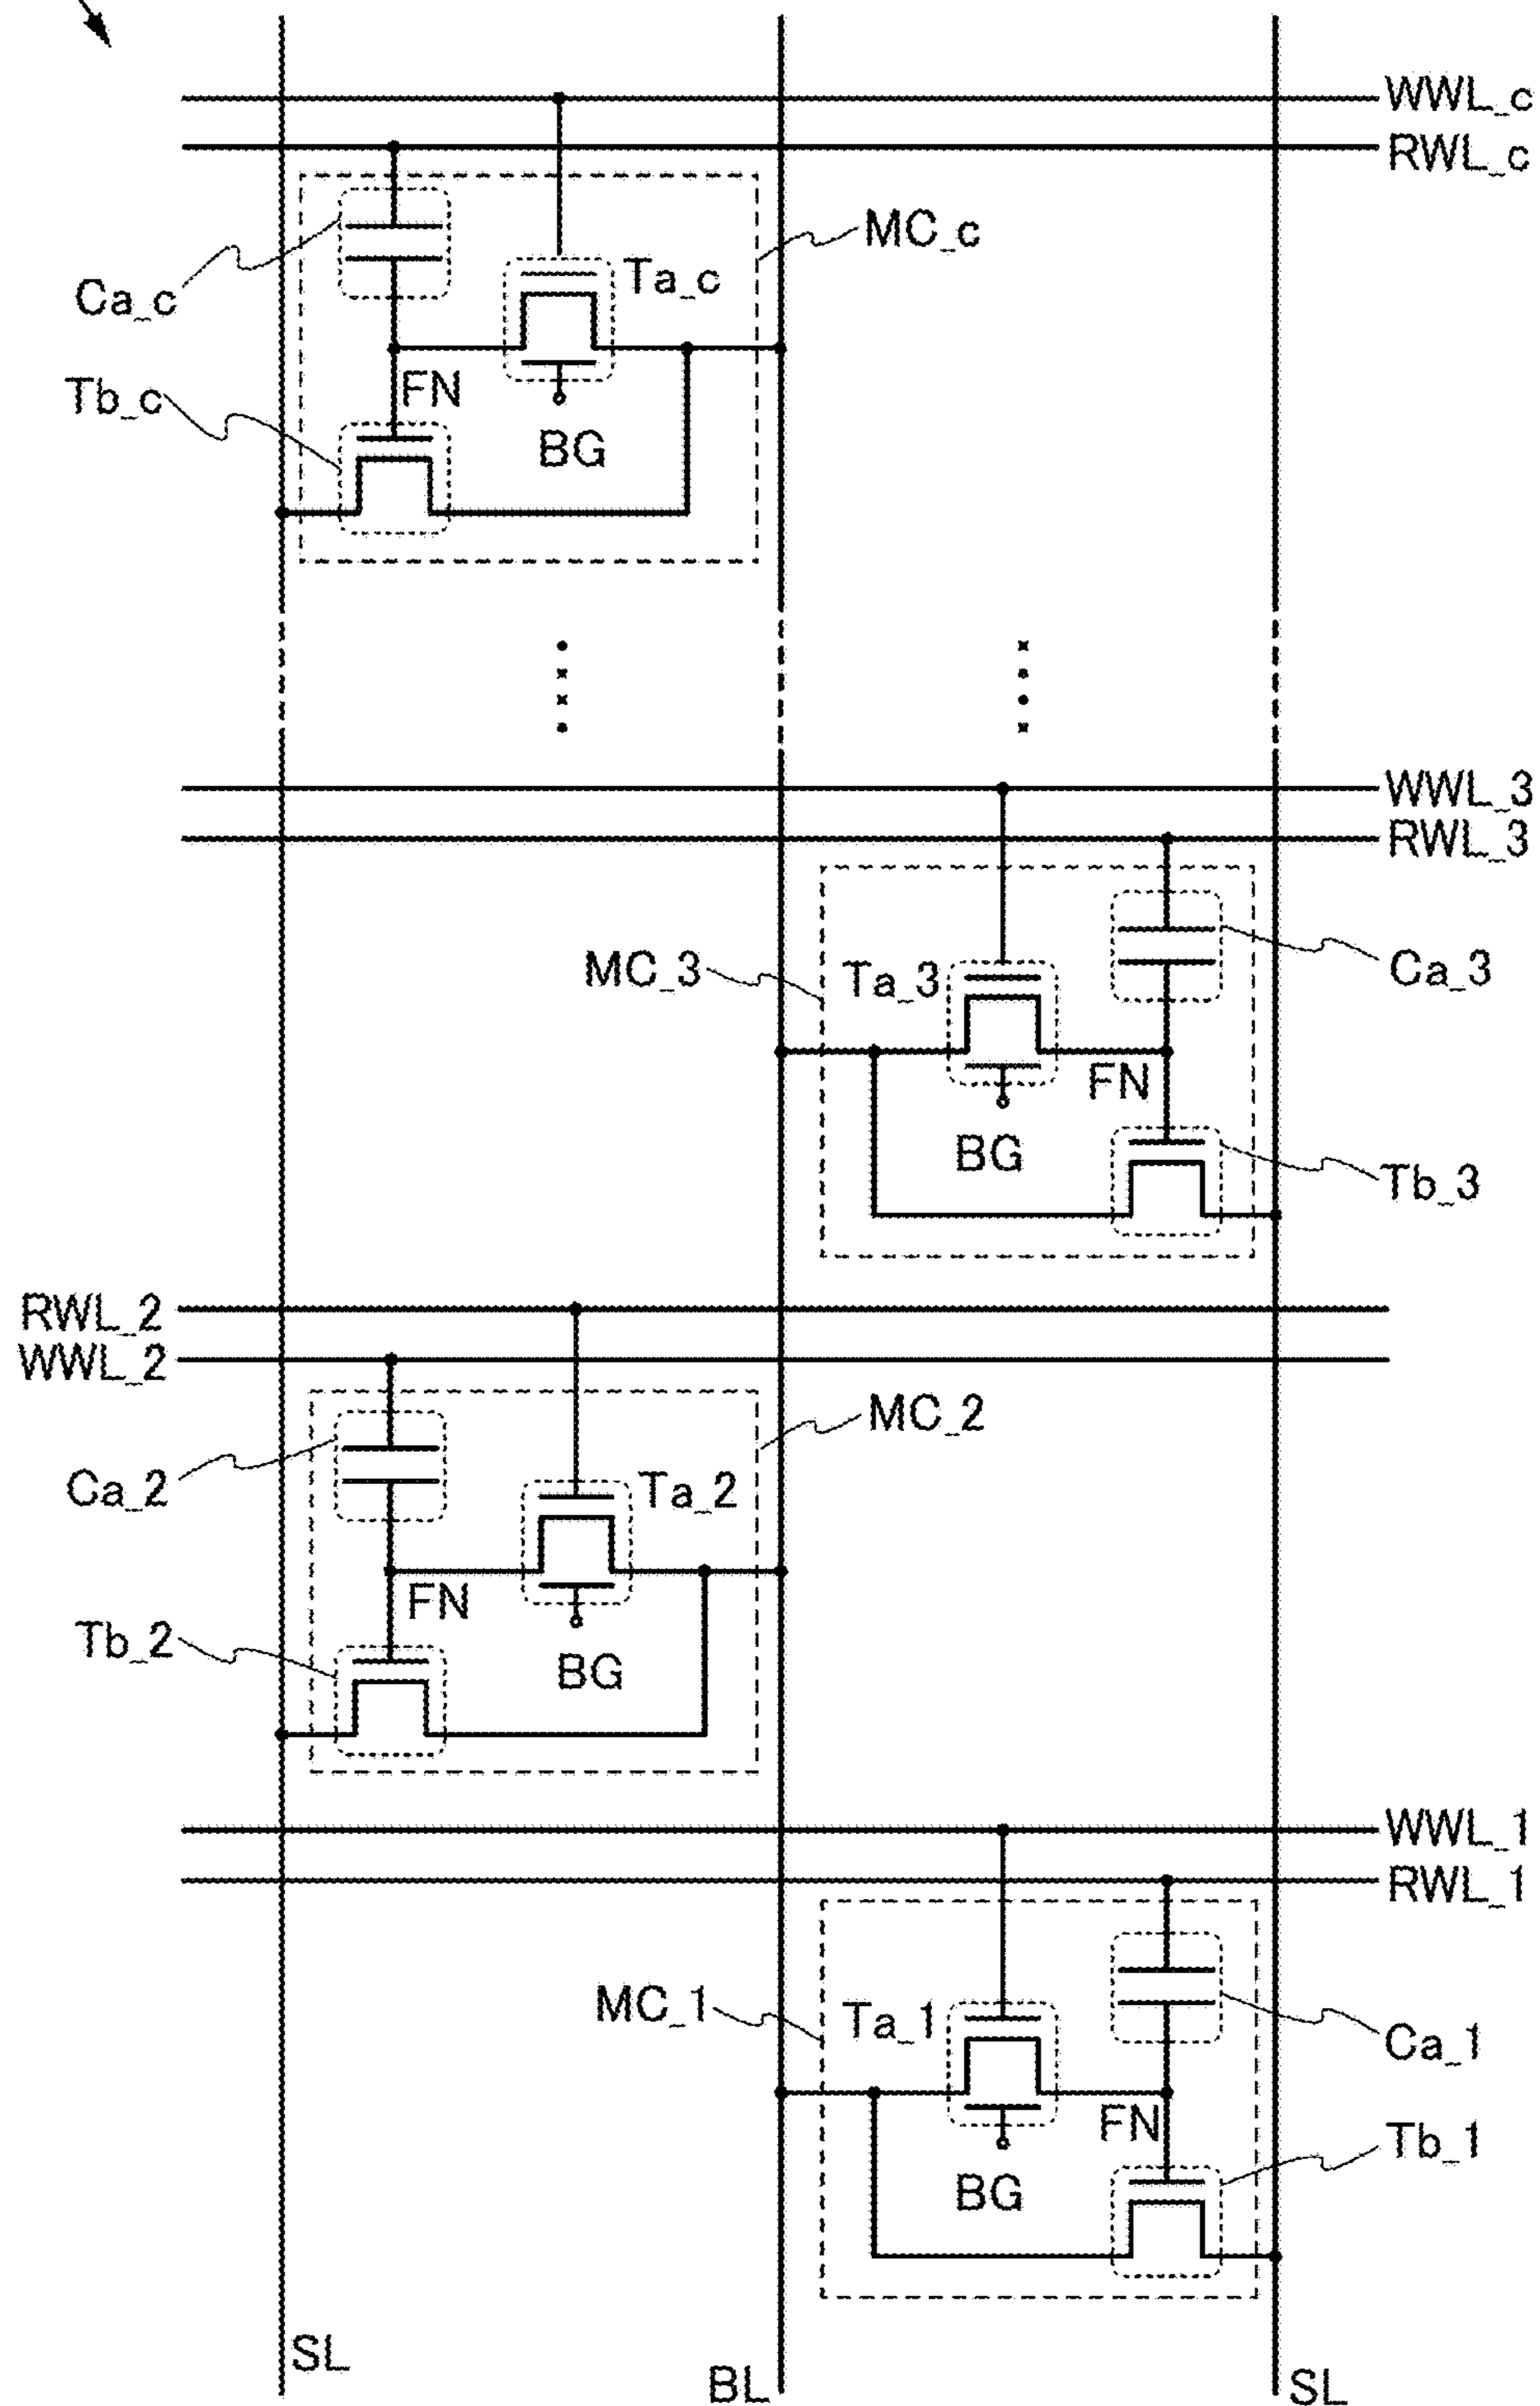 WWL_c
RWL_c
MC_c
Ta_c
Ca_c
Tb_c
FN
BG
WWL_3
RWL_3
MC_3
Ta_3
Ca_3
FN
BG
Tb_3
RWL_2
WWL_2
MC_2
Ca_2
Ta_2
FN
Tb_2
BG
WWL_1
RWL_1
MC_1
Ta_1
Ca_1
FN
Tb_1
BG
SL
BL
SL